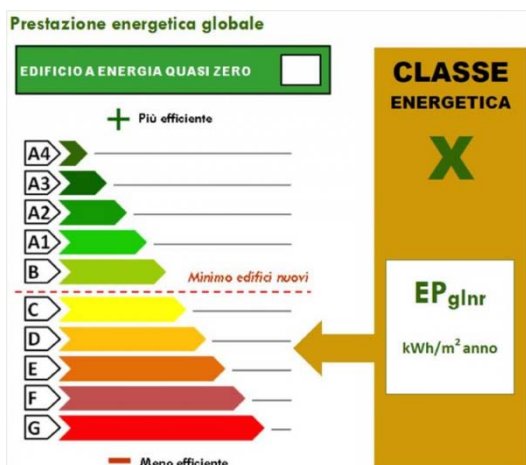 Prestazione energetica globale
EDIFICIO A ENERGIA QUASI ZERO
Più efficiente
A4
A3
A2
A1
B
Minimo edifici nuovi
C
D
E
F
G
Meno efficiente
CLASSE
ENERGETICA
X
EPglnr
kWh/m² anno